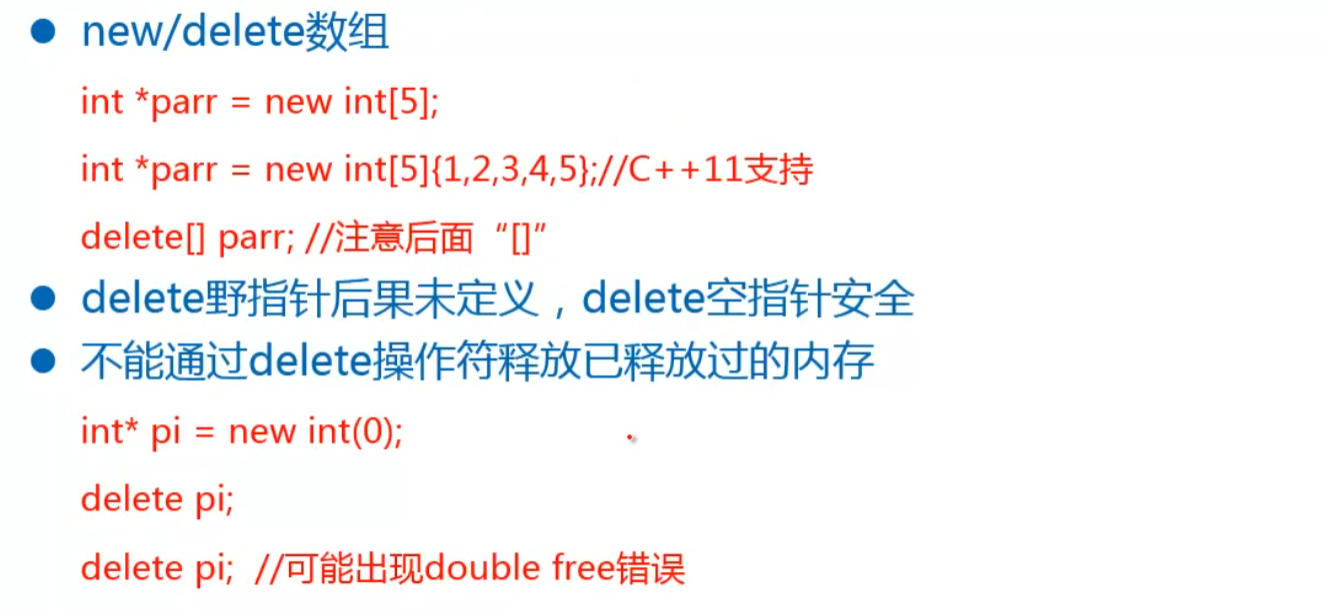 ● new/delete数组
int *parr = new int[5];
int *parr = new int[5]{1,2,3,4,5};//C++11支持
delete[] parr; //注意后面“[]”
● delete野指针后果未定义，delete空指针安全
● 不能通过delete操作符释放已释放过的内存
int* pi = new int(0);
delete pi;
delete pi;  //可能出现double free错误